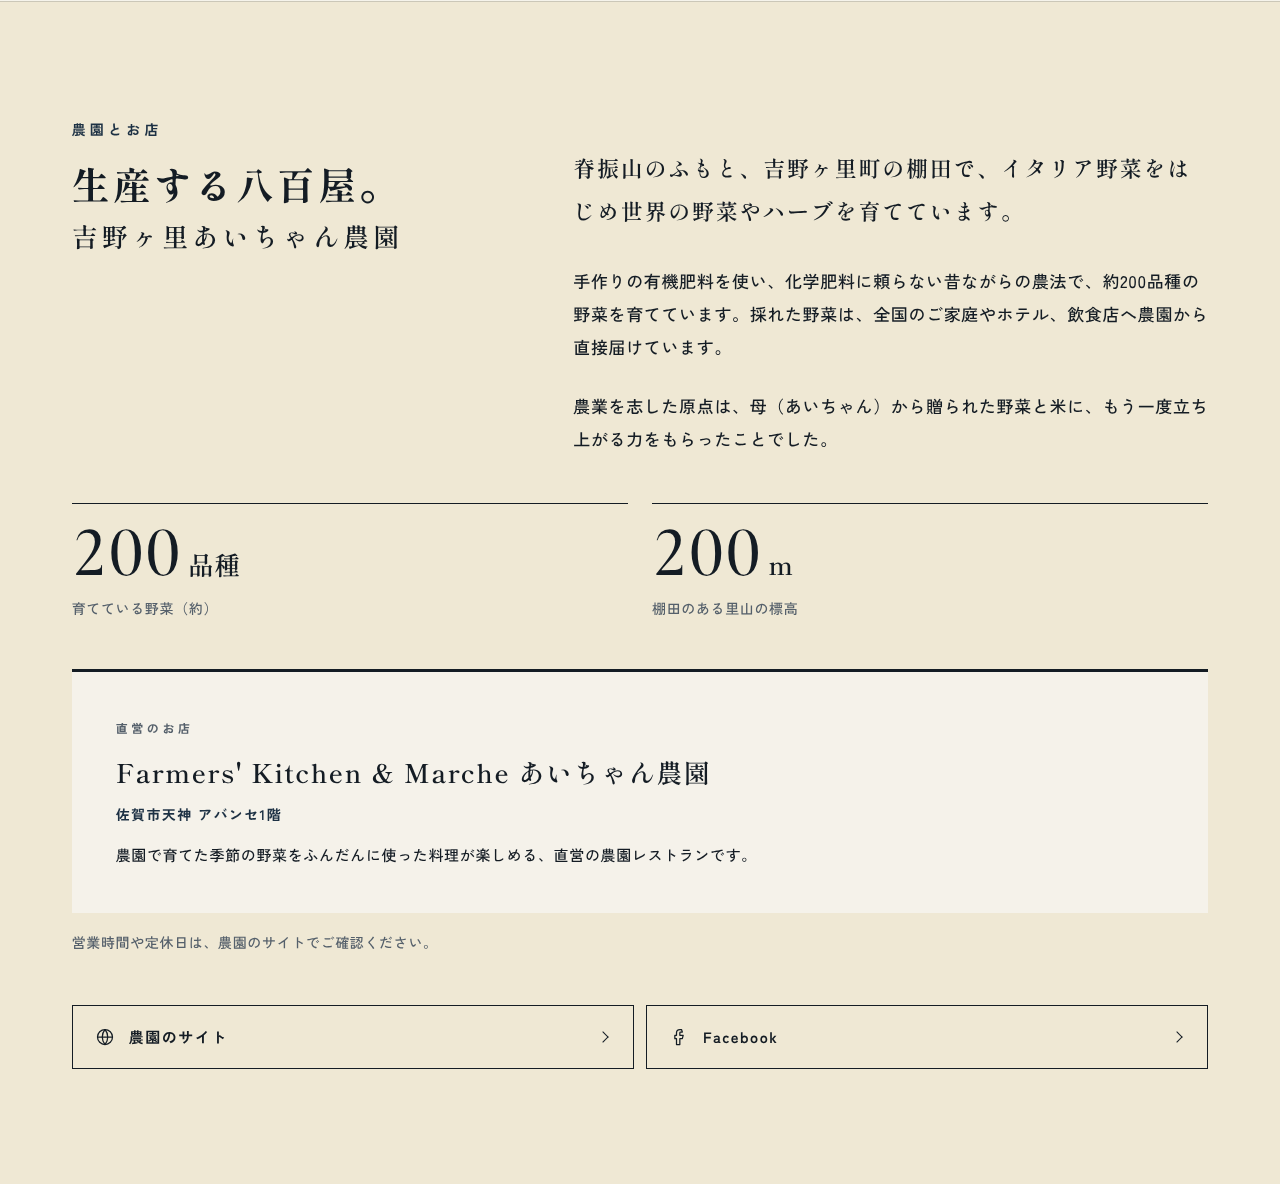 農園とお店
生産する八百屋。
吉野ヶ里あいちゃん農園
脊振山のふもと、吉野ヶ里町の棚田で、イタリア野菜をは
じめ世界の野菜やハーブを育てています。
手作りの有機肥料を使い、化学肥料に頼らない昔ながらの農法で、約200品種の
野菜を育てています。採れた野菜は、全国のご家庭やホテル、飲食店へ農園から
直接届けています。
農業を志した原点は、母（あいちゃん）から贈られた野菜と米に、もう一度立ち
上がる力をもらったことでした。
200 品種
育てている野菜（約）
200 m
棚田のある里山の標高
直営のお店
Farmers' Kitchen & Marche あいちゃん農園
佐賀市天神 アバンセ1階
農園で育てた季節の野菜をふんだんに使った料理が楽しめる、直営の農園レストランです。
営業時間や定休日は、農園のサイトでご確認ください。
農園のサイト
Facebook